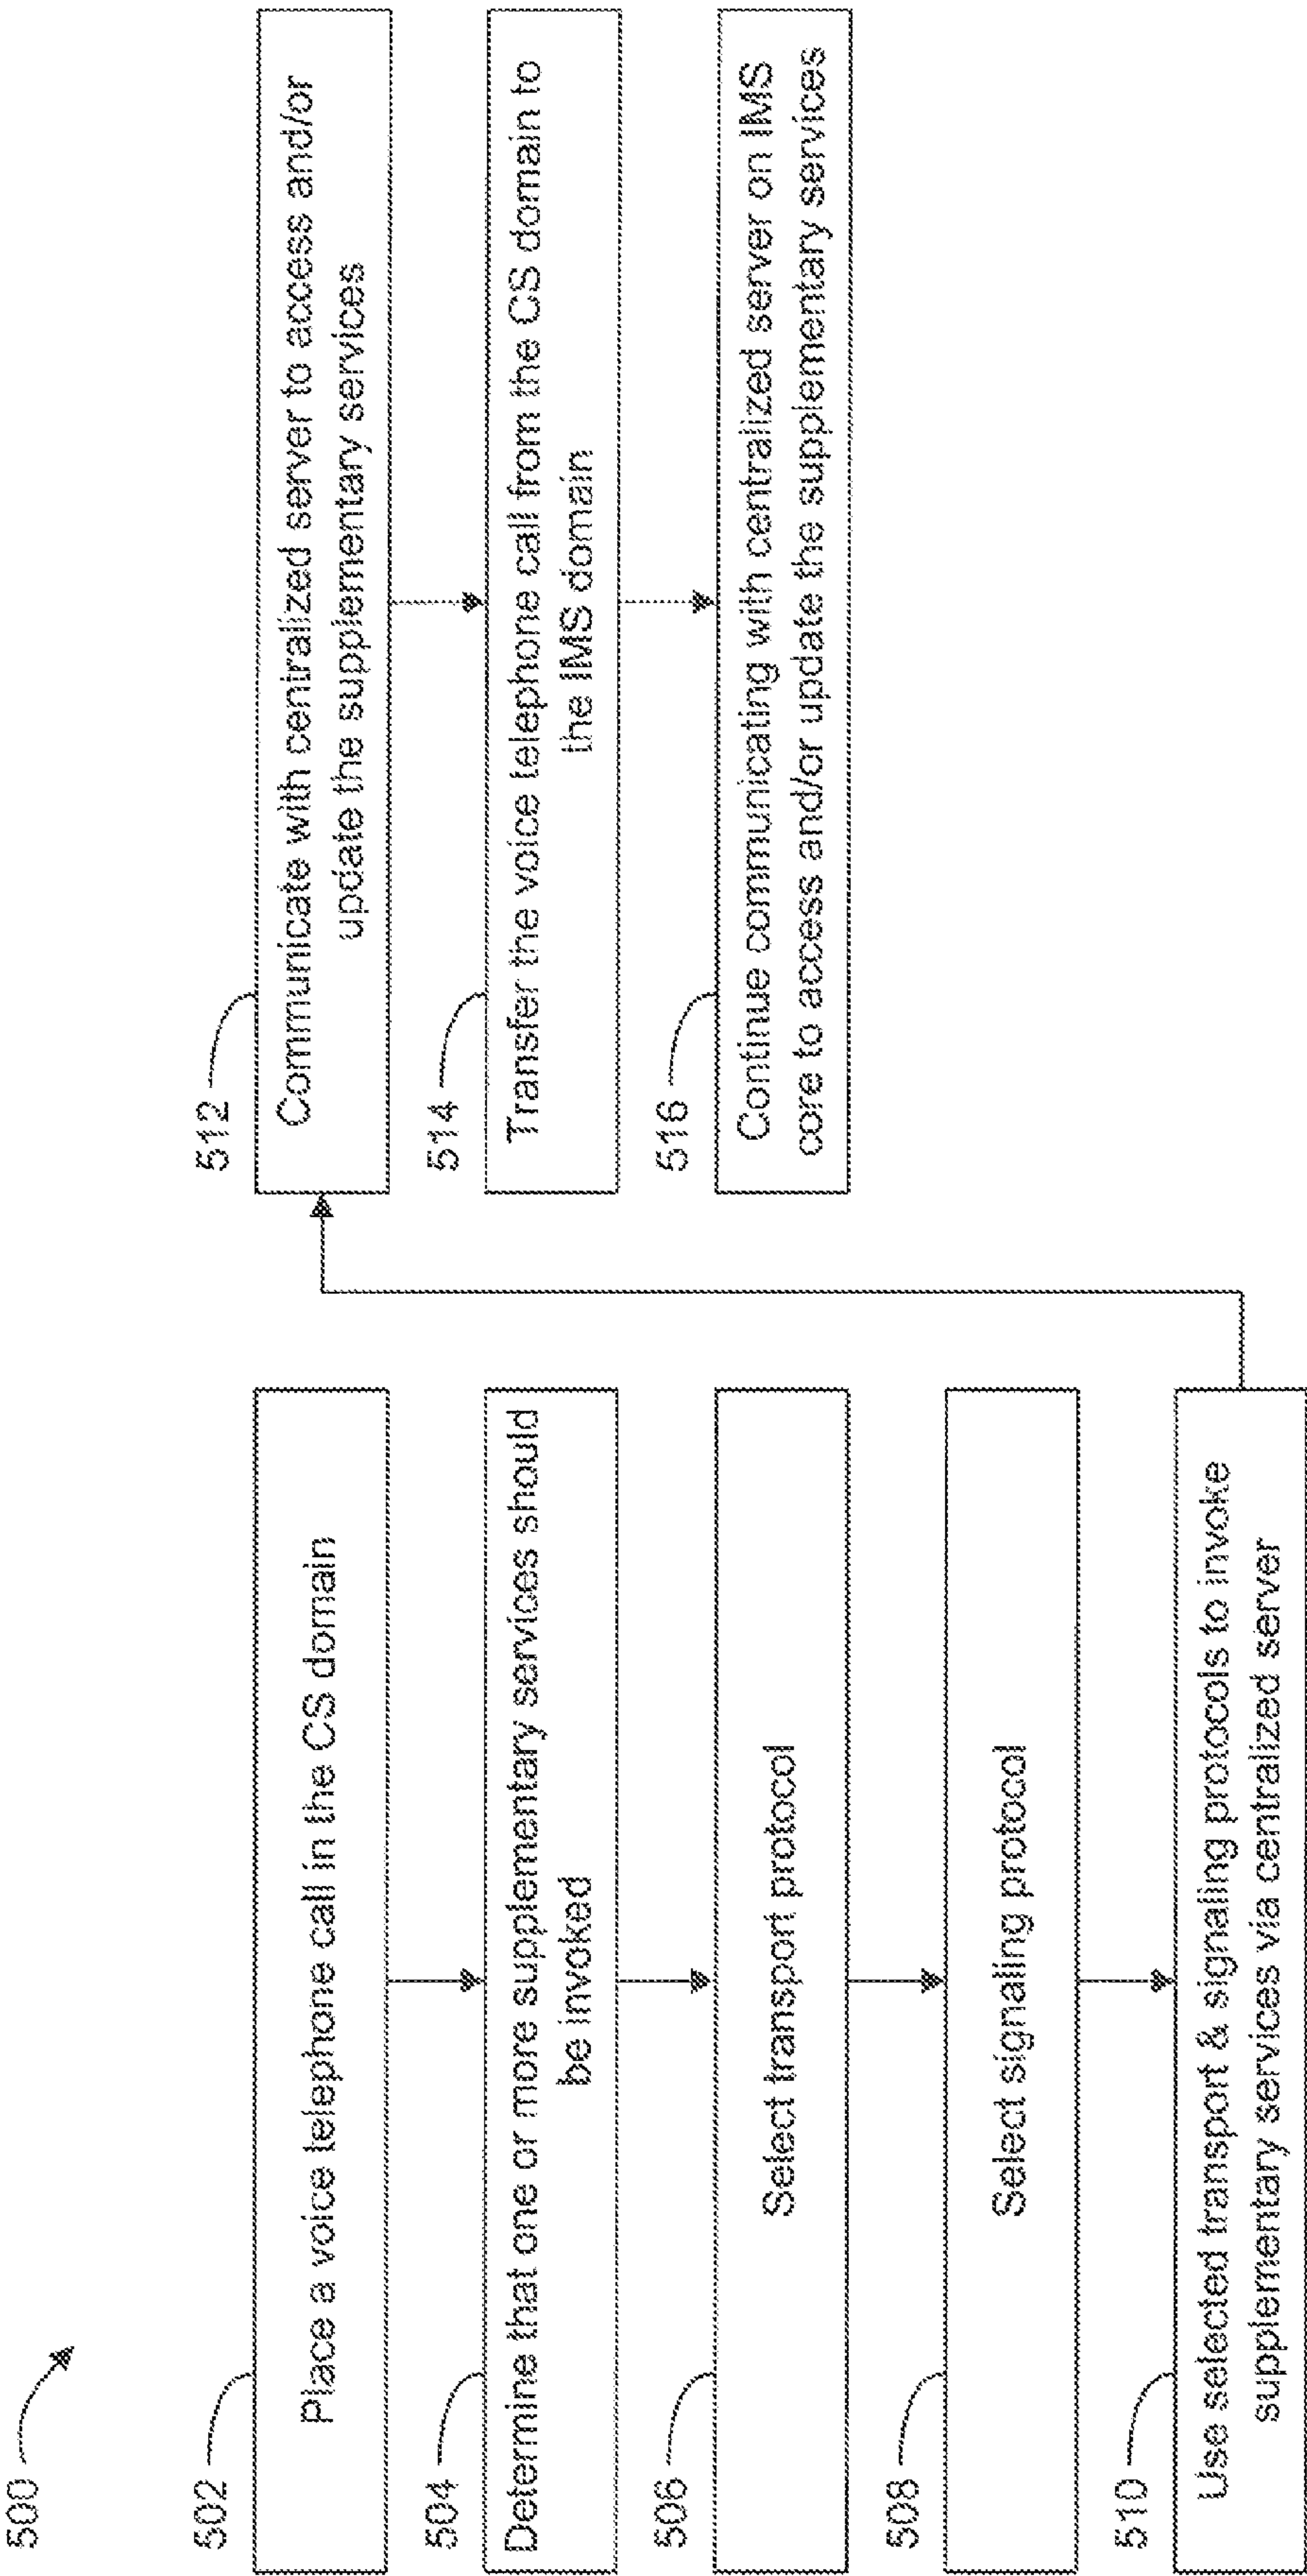 500
502
Place a voice telephone call in the CS domain
504
Determine that one or more supplementary services should
be invoked
506
Select transport protocol
508
Select signaling protocol
510
Use selected transport & signaling protocols to invoke
supplementary services via centralized server
512
Communicate with centralized server to access and/or
update the supplementary services
514
Transfer the voice telephone call from the CS domain to
the IMS domain
516
Continue communicating with centralized server on IMS
core to access and/or update the supplementary services